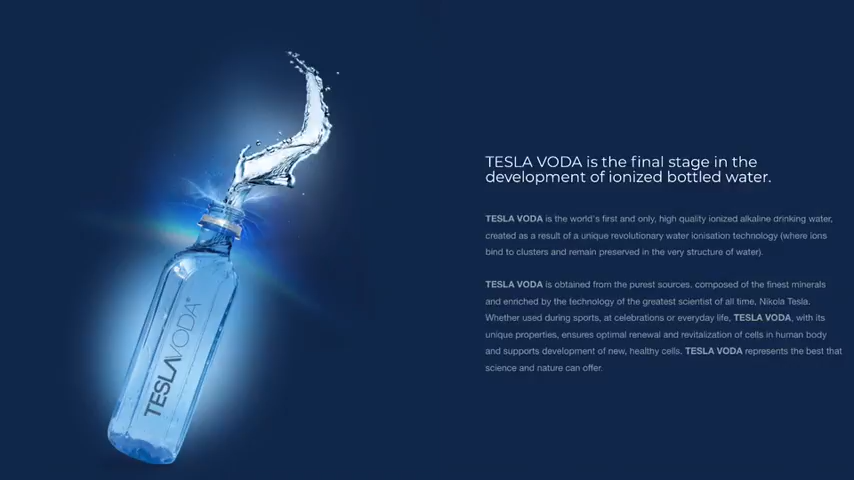 TESLAVODA®
TESLA VODA is the final stage in the
development of ionized bottled water.
TESLA VODA is the world's first and only, high quality ionized alkaline drinking water,
created as a result of a unique revolutionary water ionisation technology (where ions
bind to clusters and remain preserved in the very structure of water).
TESLA VODA is obtained from the purest sources. composed of the finest minerals
and enriched by the technology of the greatest scientist of all time, Nikola Tesla.
Whether used during sports, at celebrations or everyday life, TESLA VODA, with its
unique properties, ensures optimal renewal and revitalization of cells in human body
and supports development of new, healthy cells. TESLA VODA represents the best that
science and nature can offer.